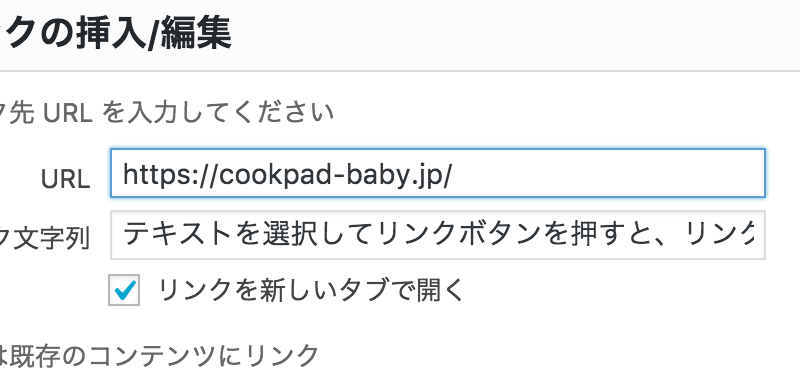 クの挿入/編集
ク先 URL を入力してください
URL https://cookpad-baby.jp/
ク文字列 テキストを選択してリンクボタンを押すと、リンク
リンクを新しいタブで開く
は既存のコンテンツにリンク